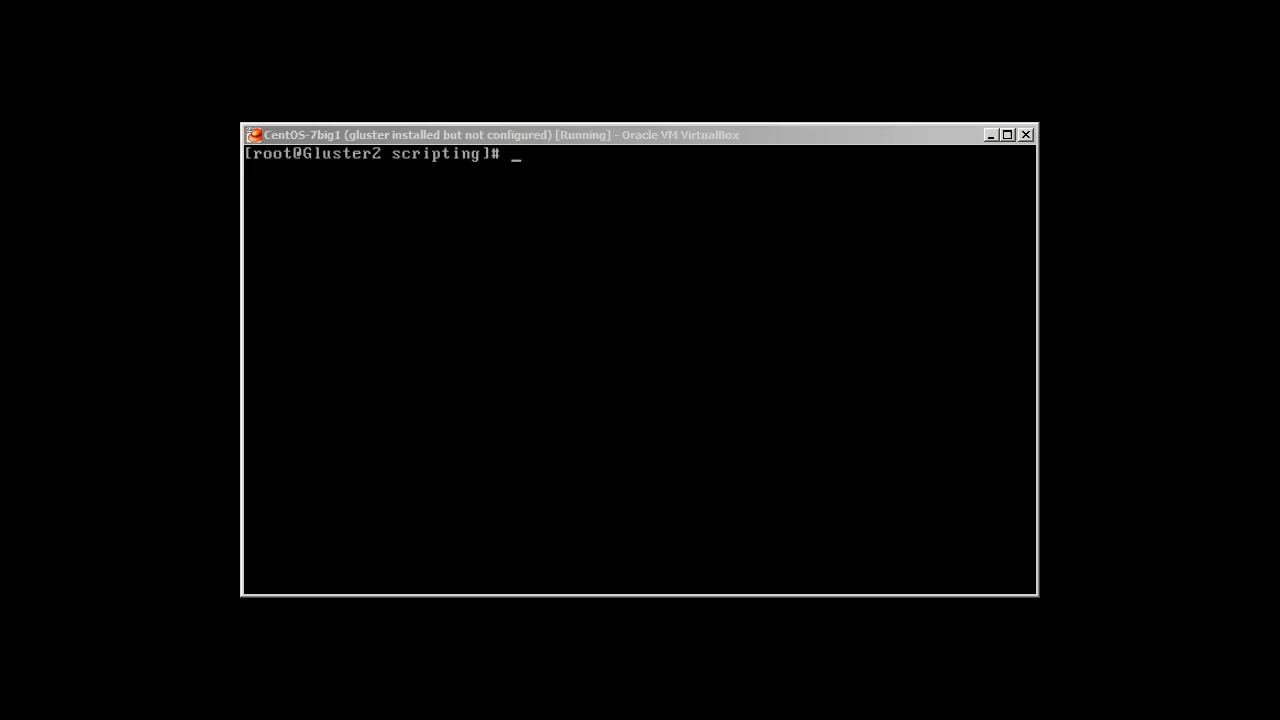 CentOS-7big1 (gluster installed but not configured) [Running] - Oracle VM VirtualBox
[root@Gluster2 scripting]# _